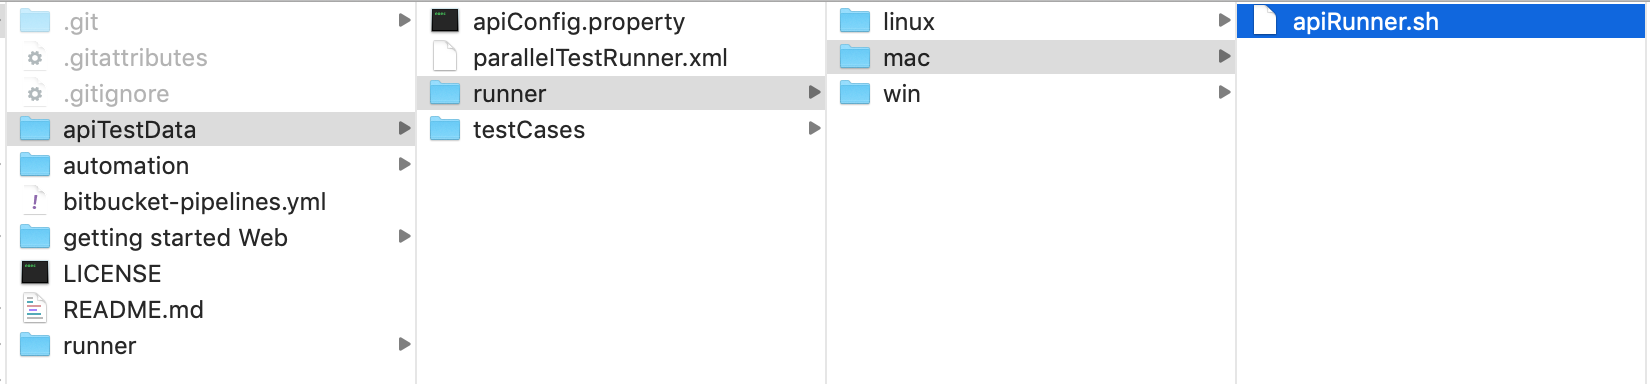 .git
.gitattributes
.gitignore
apiTestData
automation
bitbucket-pipelines.yml
getting started Web
LICENSE
README.md
runner
apiConfig.property
parallelTestRunner.xml
runner
testCases
linux
mac
win
apiRunner.sh